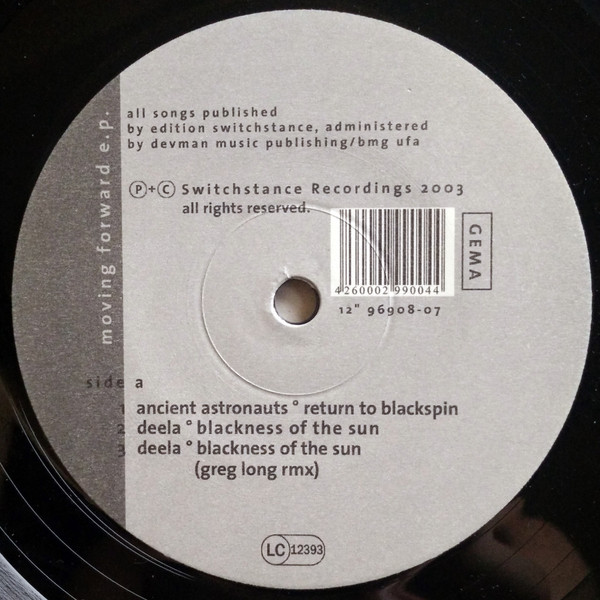 moving forward e.p.
all songs published
by edition switchstance, administered
by devman music publishing/bmg ufa
Ⓟ+Ⓒ Switchstance Recordings 2003
all rights reserved.
GEMA
4 260002 990044
12" 96908-07
side a
1 ancient astronauts ° return to blackspin
2 deela ° blackness of the sun
3 deela ° blackness of the sun
(greg long rmx)
LC 12393